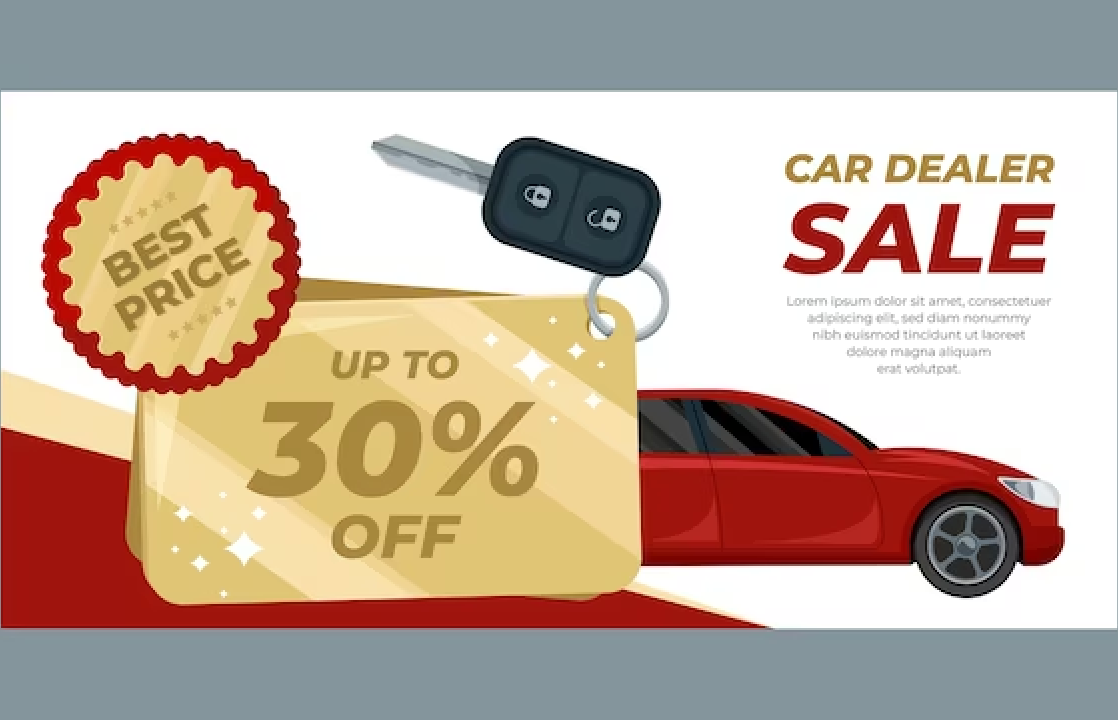 BEST
PRICE
UP TO
30%
OFF
CAR DEALER
SALE
Lorem ipsum dolor sit amet, consectetuer
adipiscing elit, sed diam nonummy
nibh euismod tincidunt ut laoreet
dolore magna aliquam
erat volutpat.